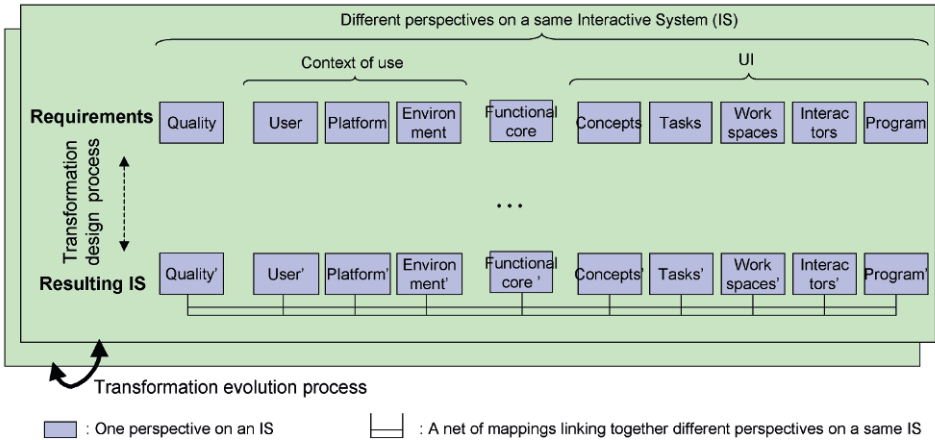 Different perspectives on a same Interactive System (IS)
Context of use
UI
Requirements
Quality
User
Platform
Environ
ment
Functional
core
Concepts
Tasks
Work
spaces
Interac
tors
Program
Transformation
design process
...
Resulting IS
Quality’
User’
Platform’
Environ
ment’
Functional
core ’
Concepts’
Tasks’
Work
spaces’
Interac
tors’
Program’
Transformation evolution process
: One perspective on an IS
: A net of mappings linking together different perspectives on a same IS